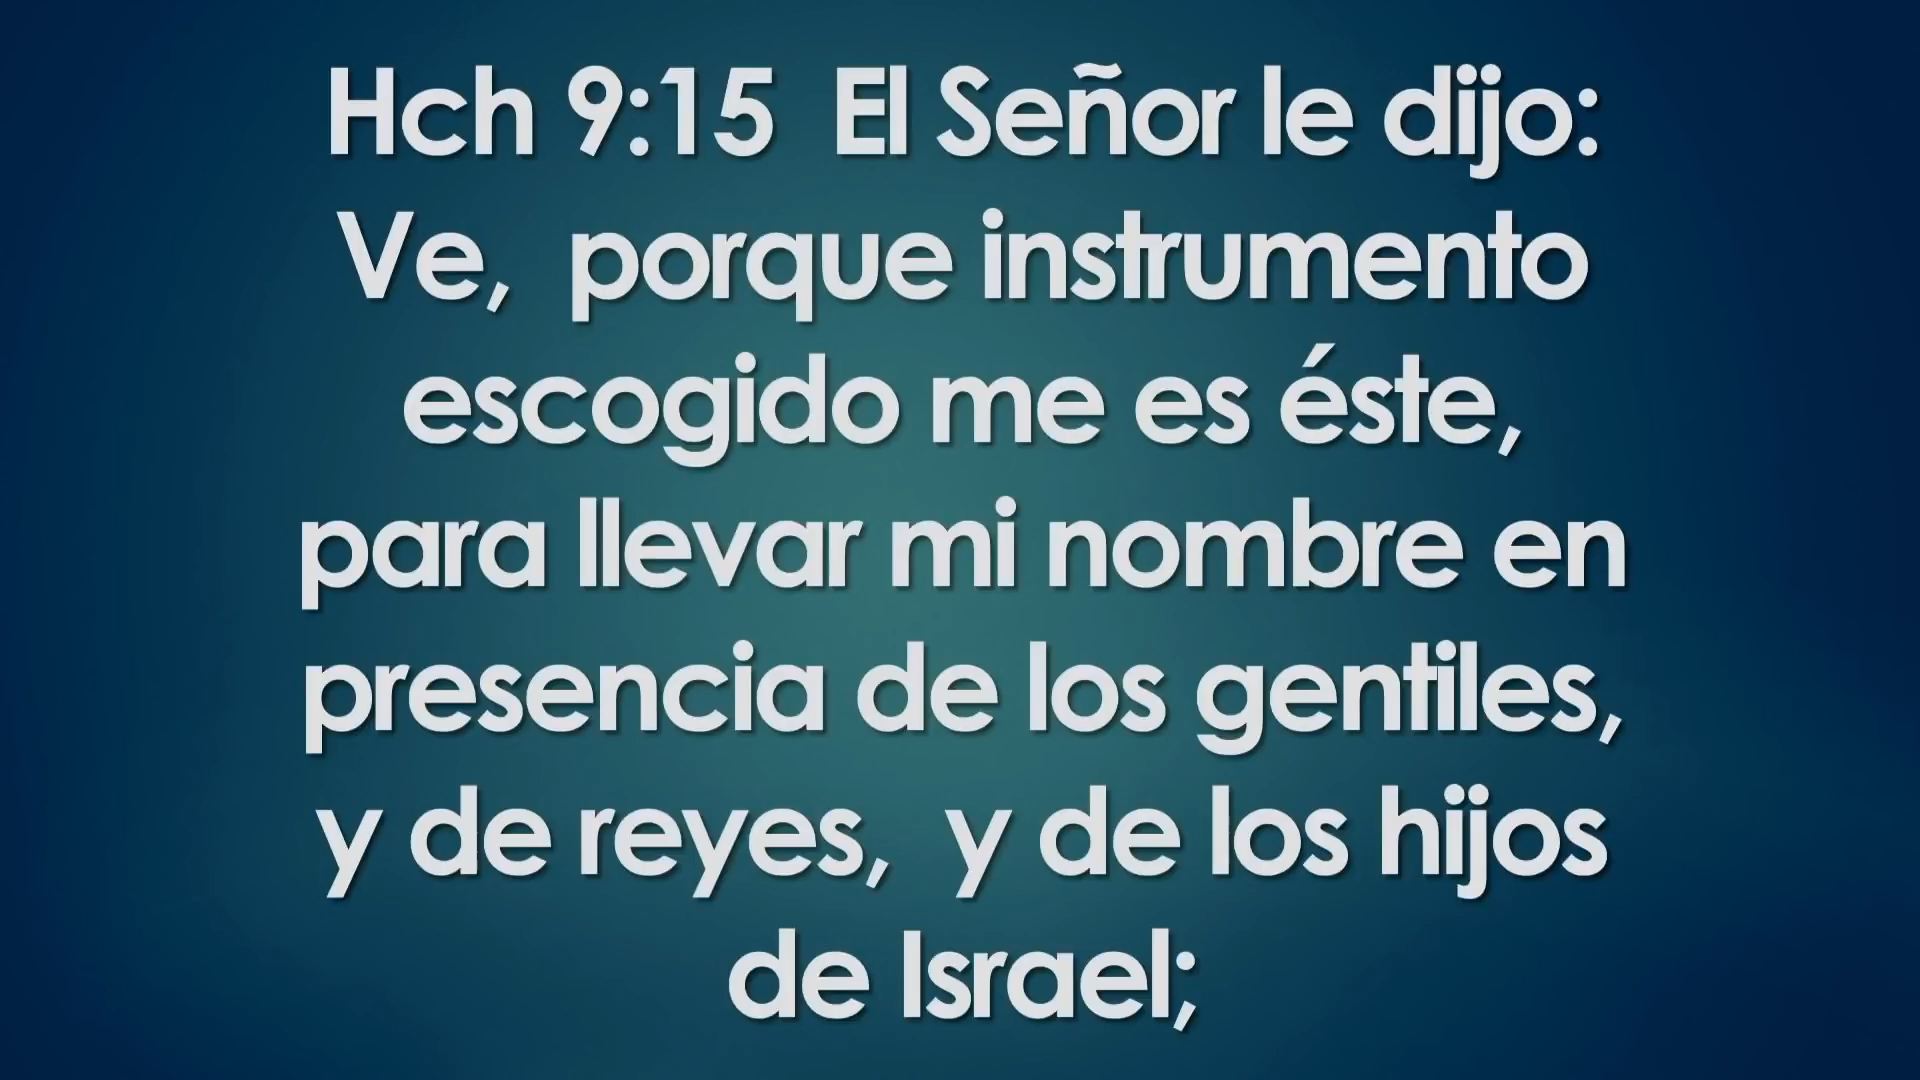 Hch 9:15  El Señor le dijo:
Ve,  porque instrumento
escogido me es éste,
para llevar mi nombre en
presencia de los gentiles,
y de reyes,  y de los hijos
de Israel;